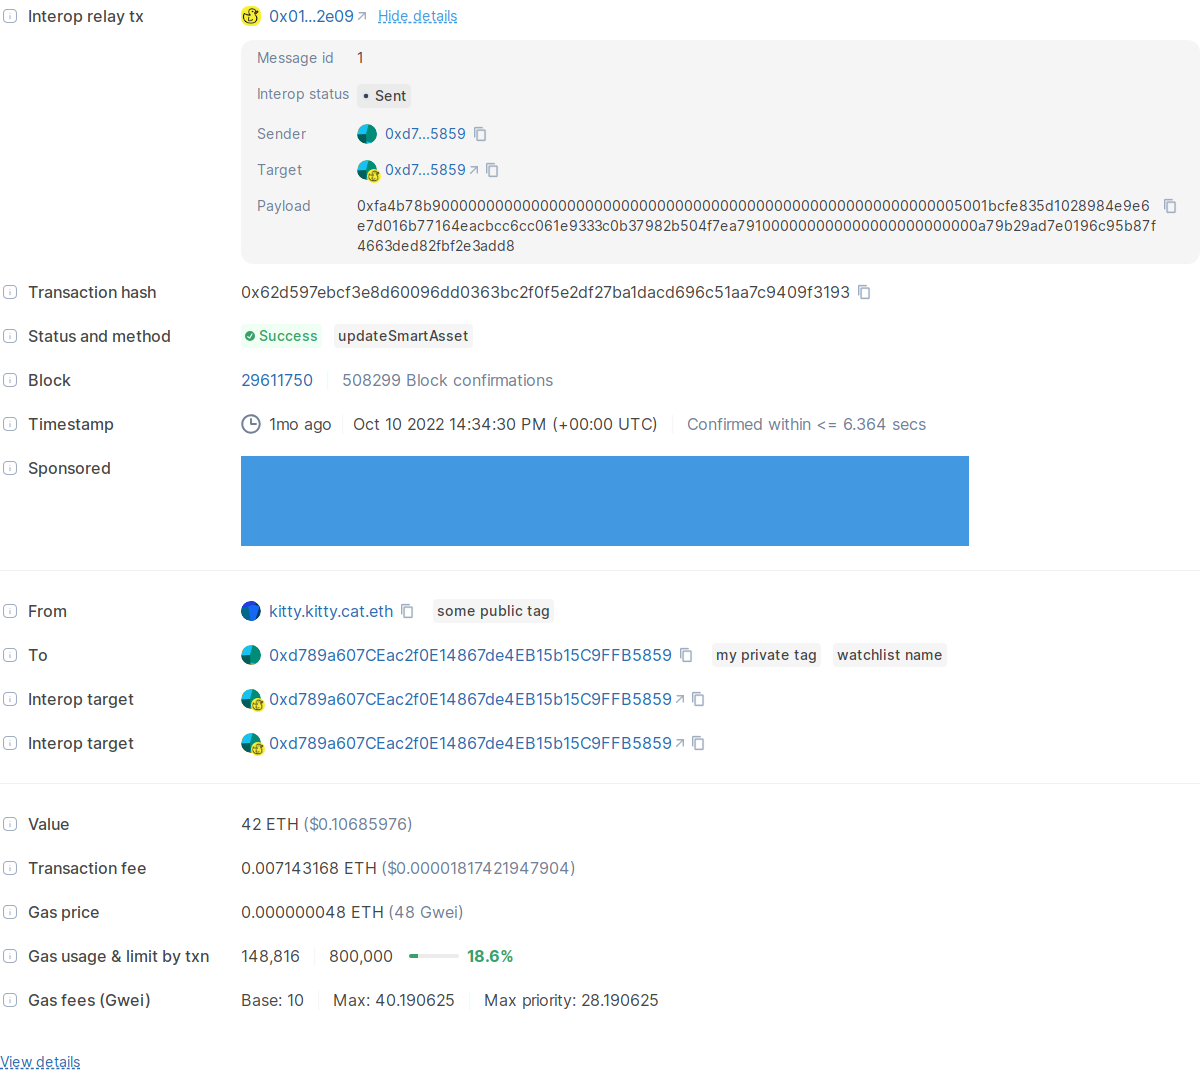 Interop relay tx 0x01...2e09 Hide details
Message id 1
Interop status Sent
Sender 0xd7...5859
Target 0xd7...5859
Payload 0xfa4b78b90000000000000000000000000000000000000000000000000000000005001bcfe835d1028984e9e6
e7d016b77164eacbcc6cc061e9333c0b37982b504f7ea791000000000000000000000000a79b29ad7e0196c95b87f
4663ded82fbf2e3add8
Transaction hash 0x62d597ebcf3e8d60096dd0363bc2f0f5e2df27ba1dacd696c51aa7c9409f3193
Status and method Success updateSmartAsset
Block 29611750 508299 Block confirmations
Timestamp 1mo ago Oct 10 2022 14:34:30 PM (+00:00 UTC) Confirmed within <= 6.364 secs
Sponsored
From kitty.kitty.cat.eth some public tag
To 0xd789a607CEac2f0E14867de4EB15b15C9FFB5859 my private tag watchlist name
Interop target 0xd789a607CEac2f0E14867de4EB15b15C9FFB5859
Interop target 0xd789a607CEac2f0E14867de4EB15b15C9FFB5859
Value 42 ETH ($0.10685976)
Transaction fee 0.007143168 ETH ($0.00001817421947904)
Gas price 0.000000048 ETH (48 Gwei)
Gas usage & limit by txn 148,816 800,000 18.6%
Gas fees (Gwei) Base: 10 Max: 40.190625 Max priority: 28.190625
View details